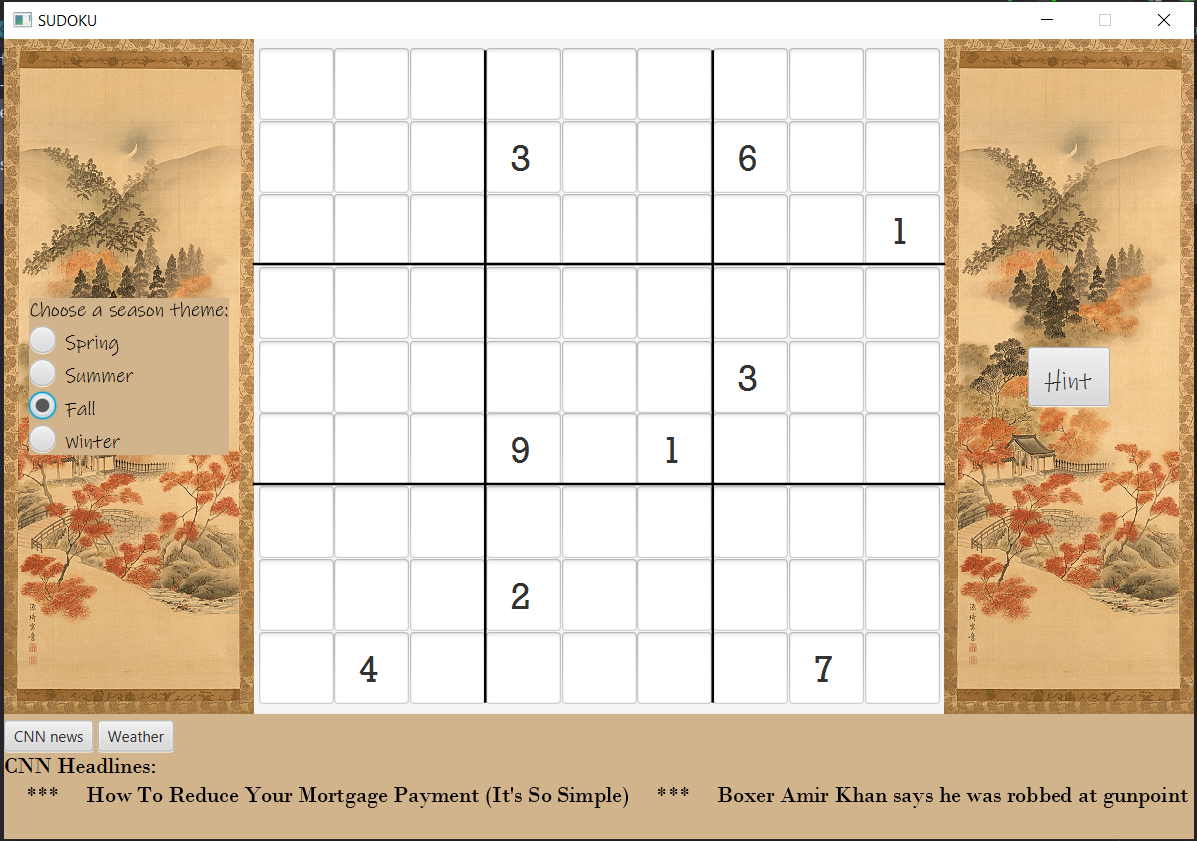 SUDOKU
3 6
1
Choose a season theme:
Spring
Summer
Fall
Winter
3
Hint
9 1
2
4 7
CNN news Weather
CNN Headlines:
*** How To Reduce Your Mortgage Payment (It's So Simple) *** Boxer Amir Khan says he was robbed at gunpoint